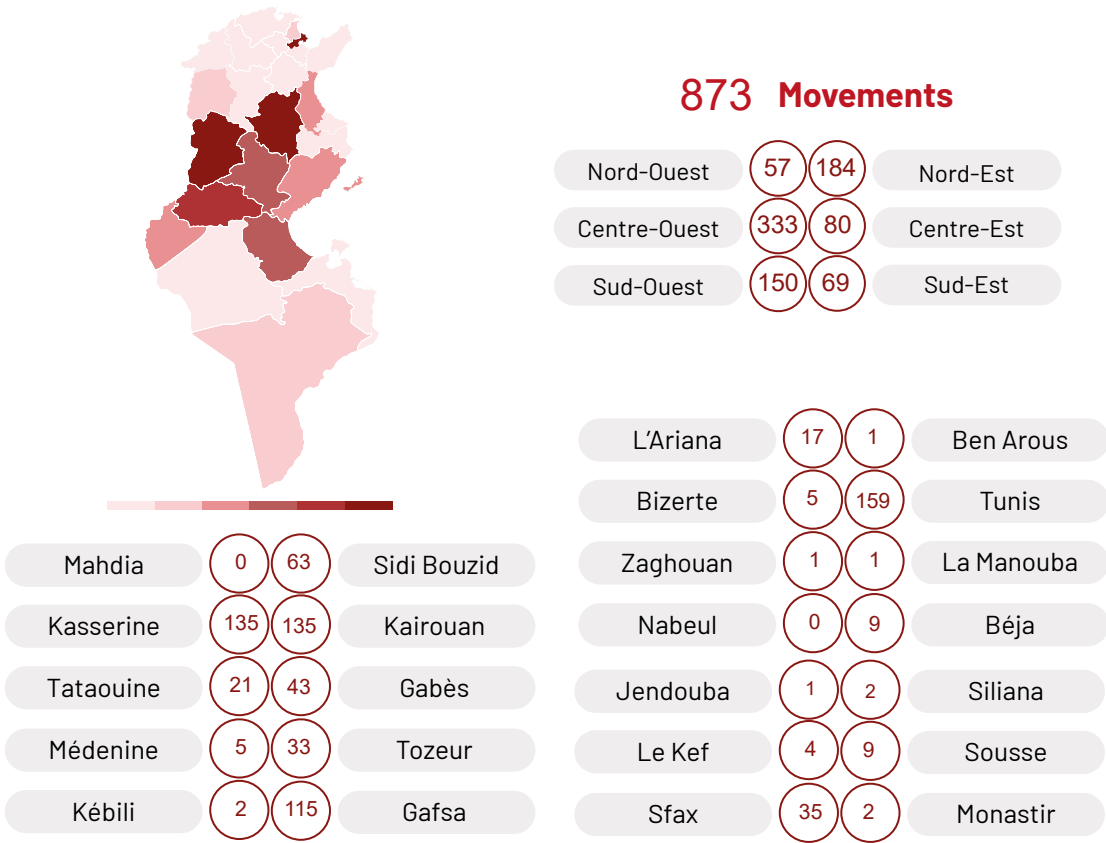 873 Movements
Nord-Ouest 57 184 Nord-Est
Centre-Ouest 333 80 Centre-Est
Sud-Ouest 150 69 Sud-Est
L'Ariana 17 1 Ben Arous
Bizerte 5 159 Tunis
Zaghouan 1 1 La Manouba
Nabeul 0 9 Béja
Jendouba 1 2 Siliana
Le Kef 4 9 Sousse
Sfax 35 2 Monastir
Mahdia 0 63 Sidi Bouzid
Kasserine 135 135 Kairouan
Tataouine 21 43 Gabès
Médenine 5 33 Tozeur
Kébili 2 115 Gafsa